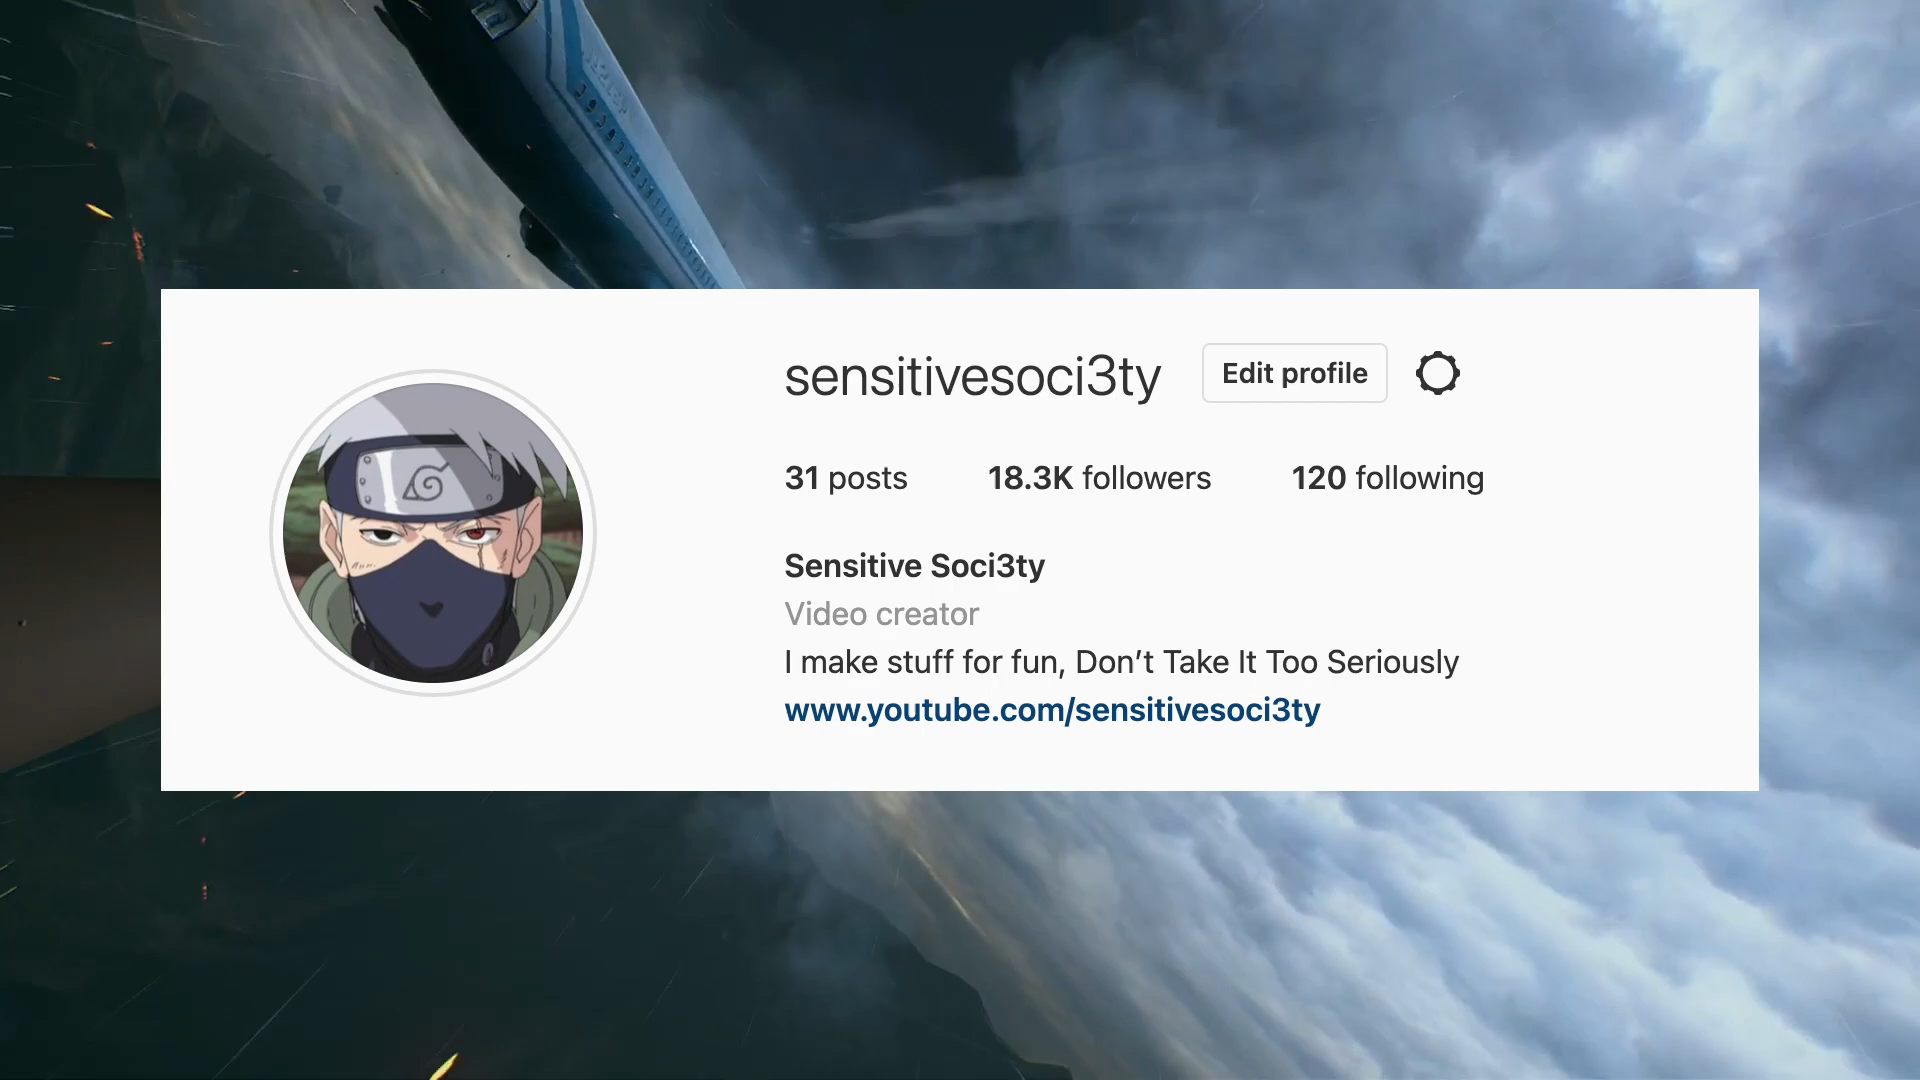 sensitivesoci3ty
Edit profile
31 posts 18.3K followers 120 following
Sensitive Soci3ty
Video creator
I make stuff for fun, Don't Take It Too Seriously
www.youtube.com/sensitivesoci3ty